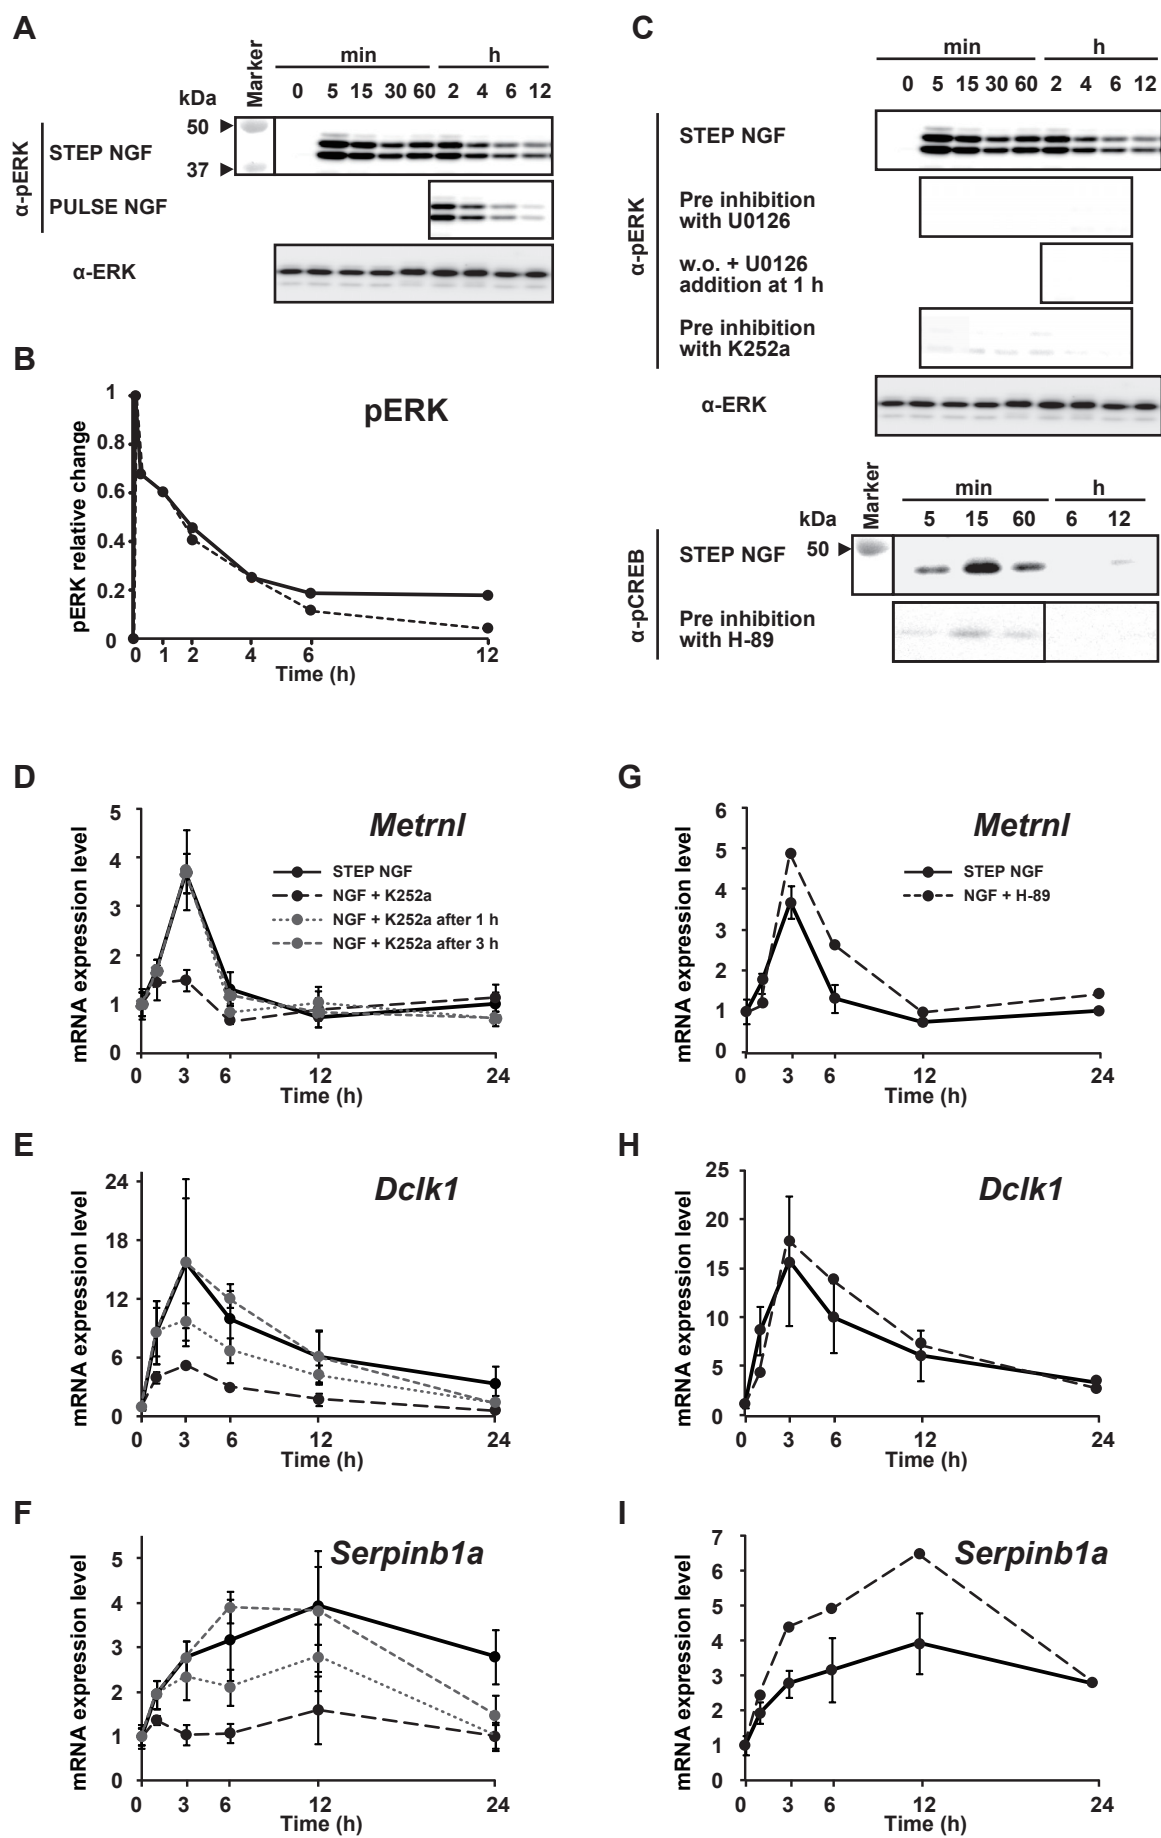 A
min
h
Marker
0 5 15 30 60 2 4 6 12
kDa
50
37
α-pERK
STEP NGF
PULSE NGF
α-ERK
B
pERK
pERK relative change
1
0.8
0.6
0.4
0.2
0
0 1 2 4 6 12
Time (h)
C
min
h
0 5 15 30 60 2 4 6 12
α-pERK
STEP NGF
Pre inhibition
with U0126
w.o. + U0126
addition at 1 h
Pre inhibition
with K252a
α-ERK
Marker
min
h
kDa
5 15 60 6 12
50
α-pCREB
STEP NGF
Pre inhibition
with H-89
D
Metrnl
mRNA expression level
5
4
3
2
1
0
STEP NGF
NGF + K252a
NGF + K252a after 1 h
NGF + K252a after 3 h
0 3 6 12 24
Time (h)
G
Metrnl
mRNA expression level
6
5
4
3
2
1
0
STEP NGF
NGF + H-89
0 3 6 12 24
Time (h)
E
Dclk1
mRNA expression level
24
18
12
6
0
0 3 6 12 24
Time (h)
H
Dclk1
mRNA expression level
25
20
15
10
5
0
0 3 6 12 24
Time (h)
F
Serpinb1a
mRNA expression level
5
4
3
2
1
0
0 3 6 12 24
Time (h)
I
Serpinb1a
mRNA expression level
7
6
5
4
3
2
1
0
0 3 6 12 24
Time (h)